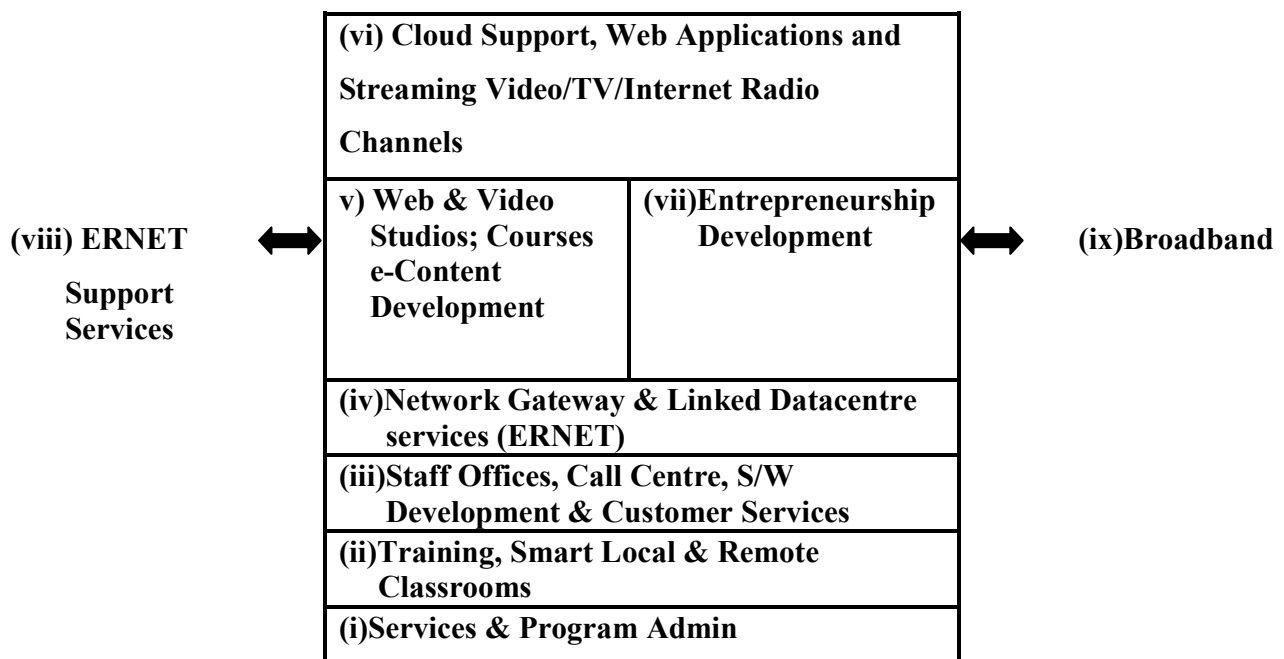 (vi) Cloud Support, Web Applications and
Streaming Video/TV/Internet Radio
Channels
(viii) ERNET
Support
Services
v) Web & Video
Studios; Courses
e-Content
Development
(vii)Entrepreneurship
Development
(ix)Broadband
(iv)Network Gateway & Linked Datacentre
services (ERNET)
(iii)Staff Offices, Call Centre, S/W
Development & Customer Services
(ii)Training, Smart Local & Remote
Classrooms
(i)Services & Program Admin